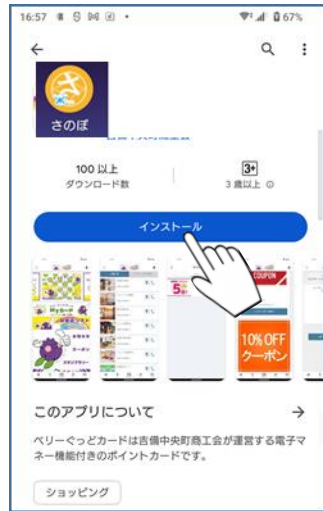 16:57
67%
さのぽ
100 以上
ダウンロード数
3+
3 歳以上
インストール
COUPON
10%OFF
クーポン
このアプリについて
ベリーぐっどカードは吉備中央町商工会が運営する電子マ
ネー機能付きのポイントカードです。
ショッピング